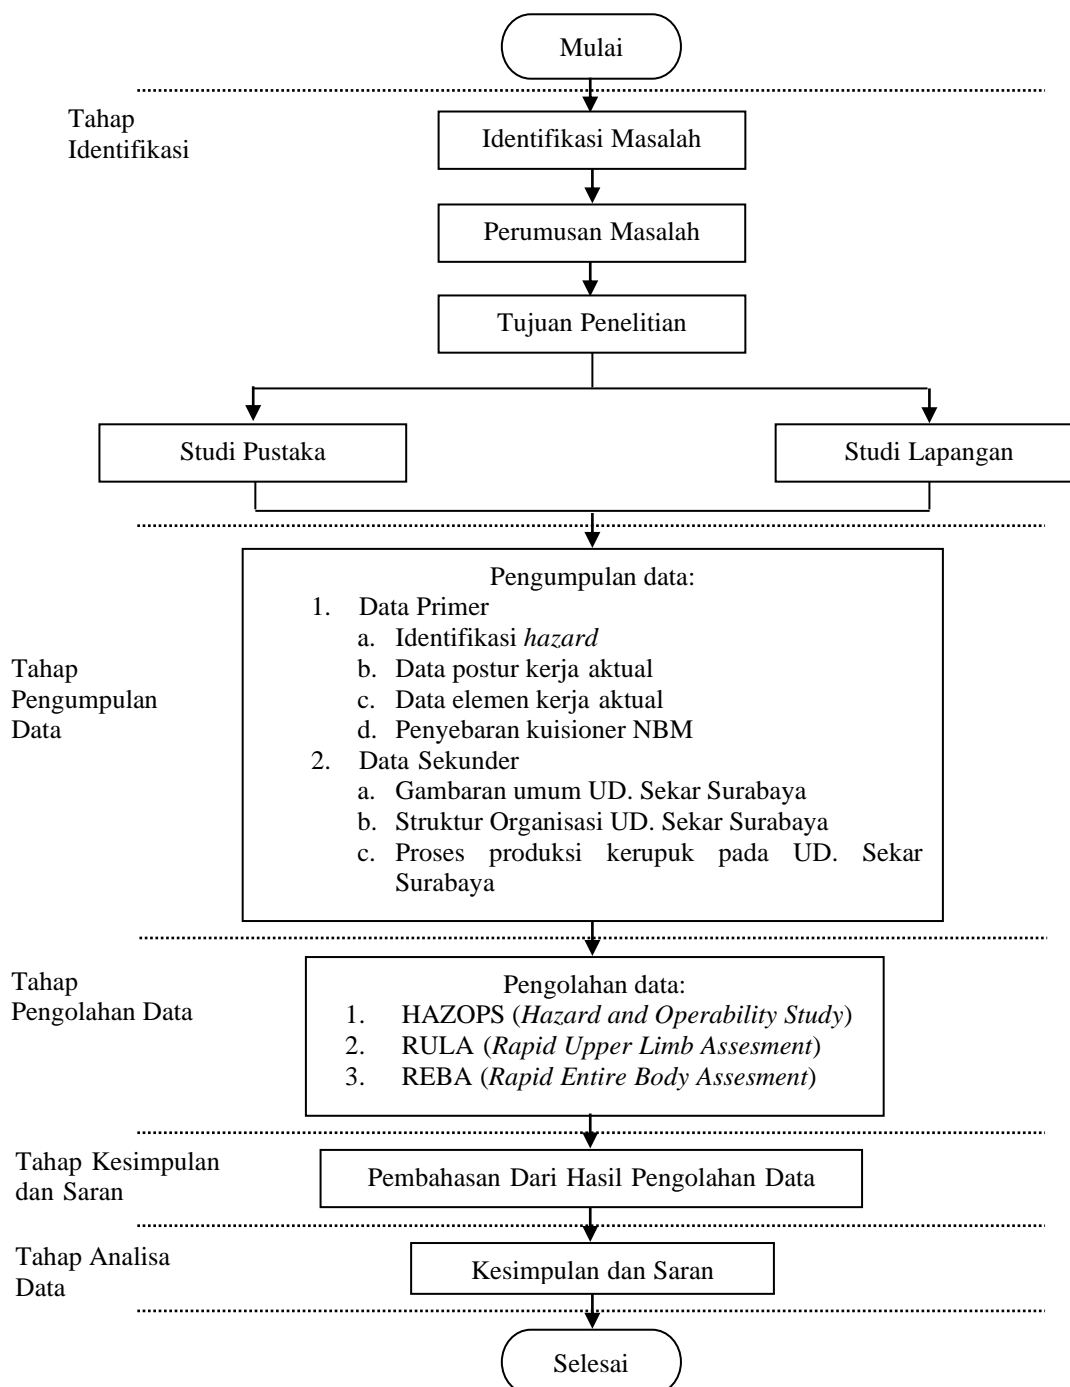 Mulai
Tahap
Identifikasi
Identifikasi Masalah
Perumusan Masalah
Tujuan Penelitian
Studi Pustaka
Studi Lapangan
Tahap
Pengumpulan
Data
Pengumpulan data:
1. Data Primer
a. Identifikasi hazard
b. Data postur kerja aktual
c. Data elemen kerja aktual
d. Penyebaran kuisioner NBM
2. Data Sekunder
a. Gambaran umum UD. Sekar Surabaya
b. Struktur Organisasi UD. Sekar Surabaya
c. Proses produksi kerupuk pada UD. Sekar
Surabaya
Tahap
Pengolahan Data
Pengolahan data:
1. HAZOPS (Hazard and Operability Study)
2. RULA (Rapid Upper Limb Assesment)
3. REBA (Rapid Entire Body Assesment)
Tahap Kesimpulan
dan Saran
Pembahasan Dari Hasil Pengolahan Data
Tahap Analisa
Data
Kesimpulan dan Saran
Selesai